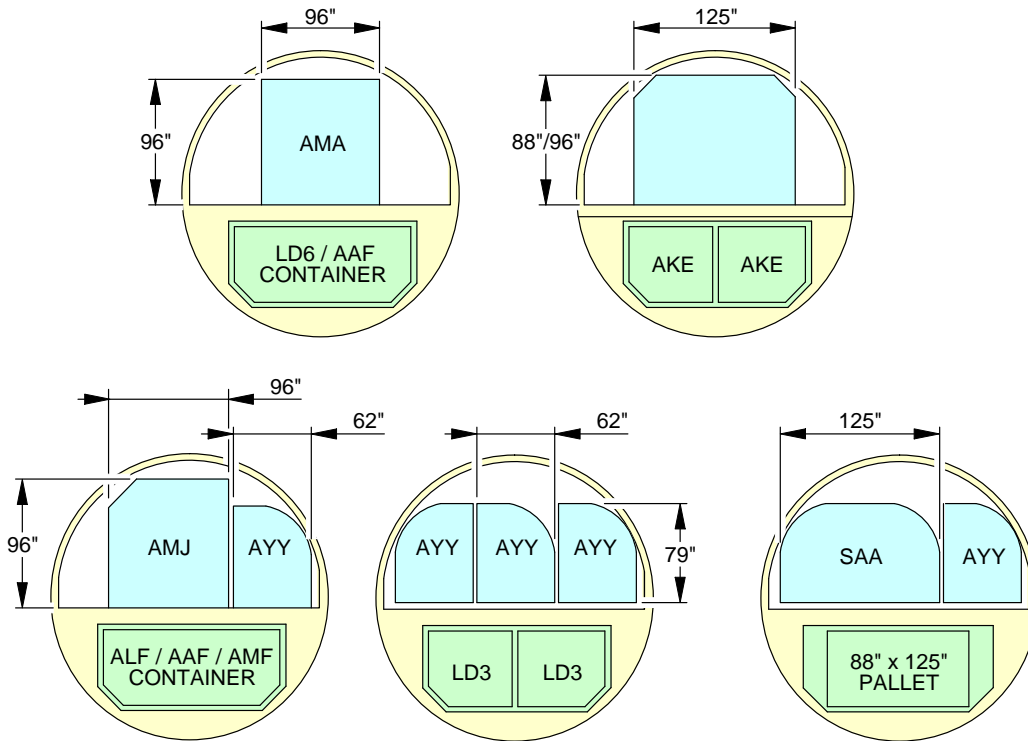 96"
125"
96"
AMA
88"/96"
LD6 / AAF
CONTAINER
AKE
AKE
96"
62"
62"
125"
96"
AMJ
AYY
AYY
AYY
AYY
79"
SAA
AYY
ALF / AAF / AMF
CONTAINER
LD3
LD3
88" x 125"
PALLET